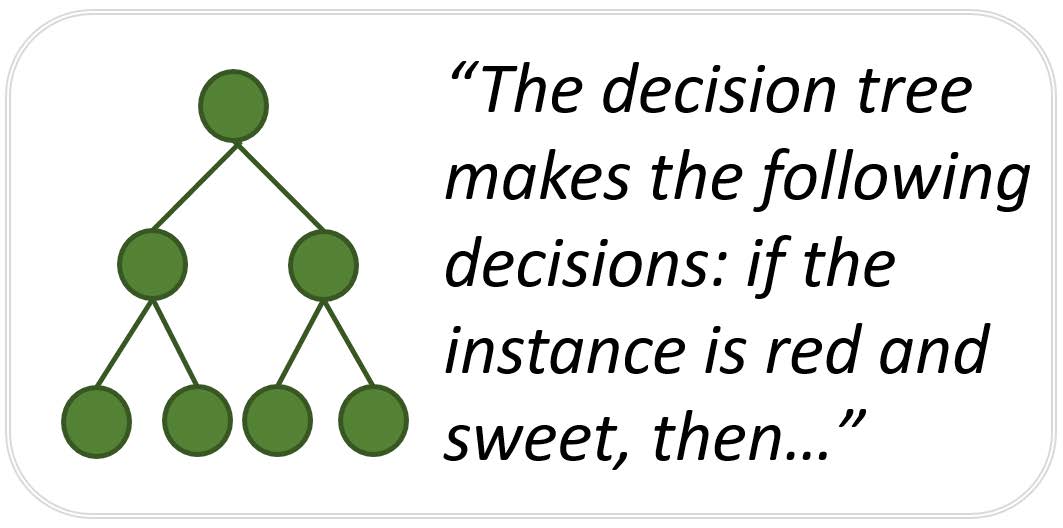 “The decision tree
makes the following
decisions: if the
instance is red and
sweet, then...”